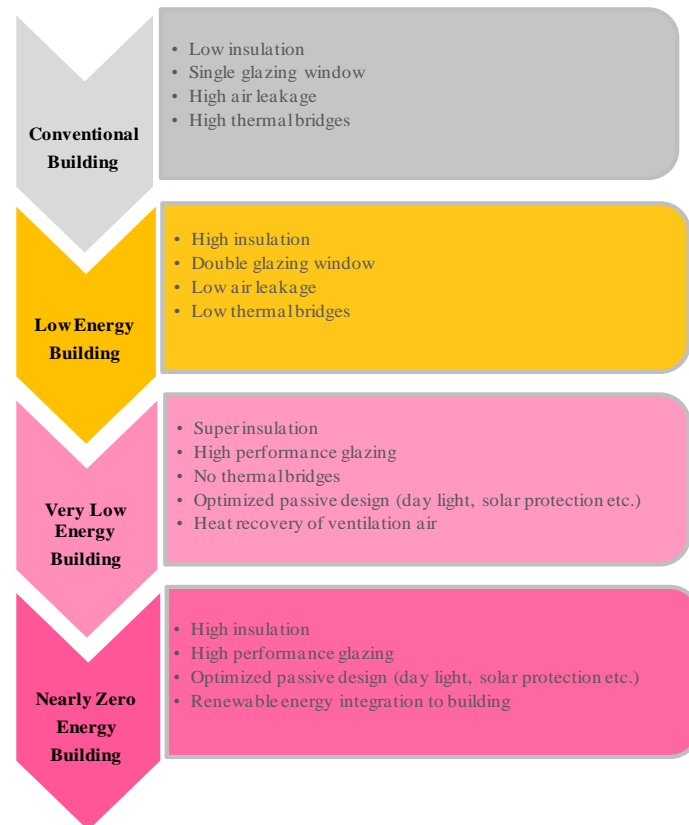 Conventional
Building
• Low insulation
• Single glazing window
• High air leakage
• High thermal bridges
Low Energy
Building
• High insulation
• Double glazing window
• Low air leakage
• Low thermal bridges
Very Low
Energy
Building
• Super insulation
• High performance glazing
• No thermal bridges
• Optimized passive design (day light, solar protection etc.)
• Heat recovery of ventilation air
Nearly Zero
Energy
Building
• High insulation
• High performance glazing
• Optimized passive design (day light, solar protection etc.)
• Renewable energy integration to building